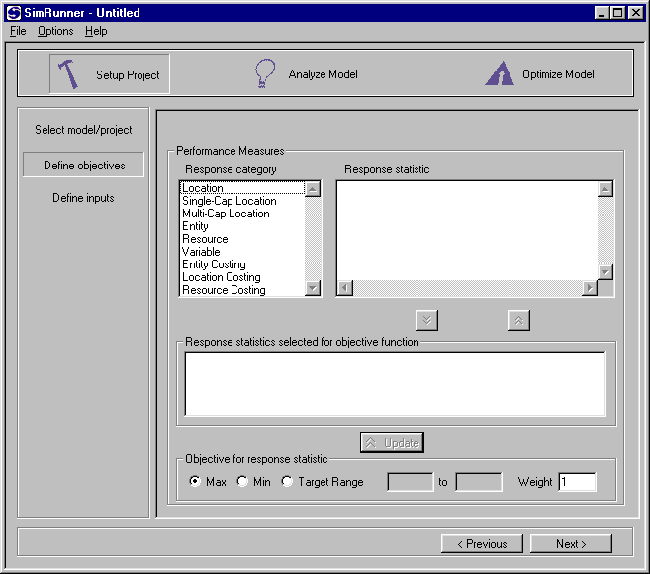 SimRunner - Untitled
File Options Help
Setup Project
Analyze Model
Optimize Model
Select model/project
Define objectives
Define inputs
Performance Measures
Response category
Response statistic
Location
Single-Cap Location
Multi-Cap Location
Entity
Resource
Variable
Entity Costing
Location Costing
Resource Costing
Response statistics selected for objective function
Update
Objective for response statistic
Max
Min
Target Range
to
Weight
1
< Previous
Next >